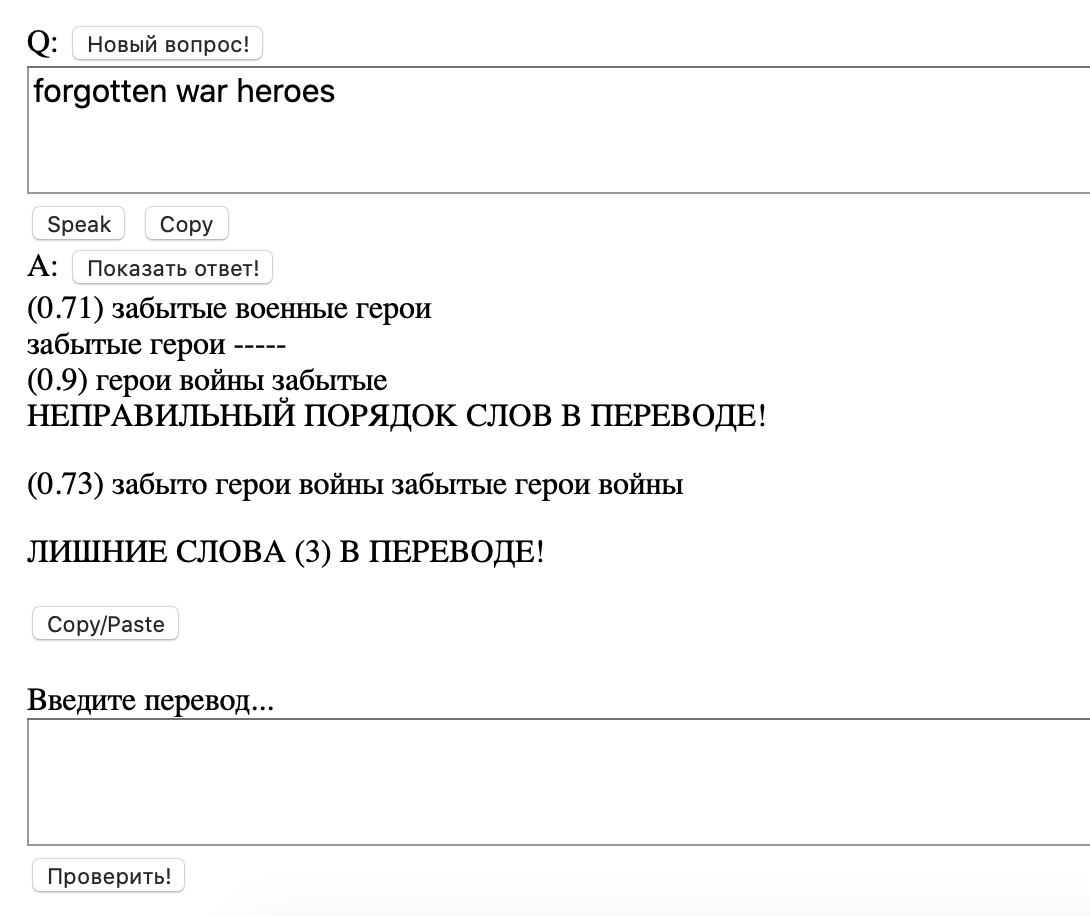 Q: Новый вопрос!
forgotten war heroes
Speak Copy
A: Показать ответ!
(0.71) забытые военные герои
забытые герои -----
(0.9) герои войны забытые
НЕПРАВИЛЬНЫЙ ПОРЯДОК СЛОВ В ПЕРЕВОДЕ!
(0.73) забыто герои войны забытые герои войны
ЛИШНИЕ СЛОВА (3) В ПЕРЕВОДЕ!
Copy/Paste
Введите перевод...
Проверить!